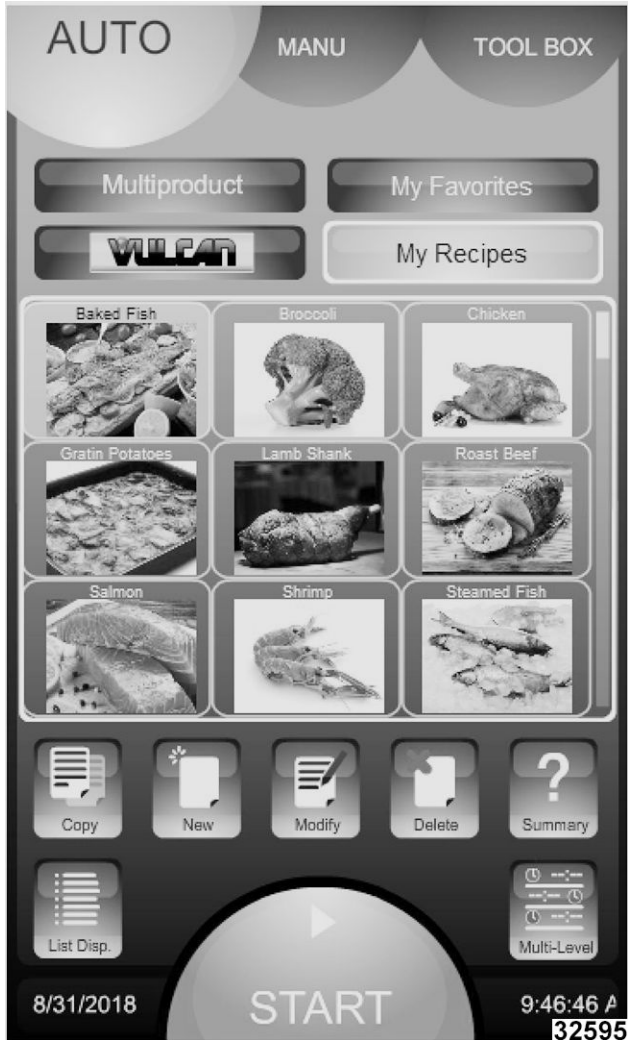 AUTO MANU TOOL BOX
Multiproduct My Favorites
VULCAN My Recipes
Baked Fish Broccoli Chicken
Gratin Potatoes Lamb Shank Roast Beef
Salmon Shrimp Steamed Fish
Copy New Modify Delete Summary
List Disp. Multi-Level
START
8/31/2018 9:46:46 A
32595